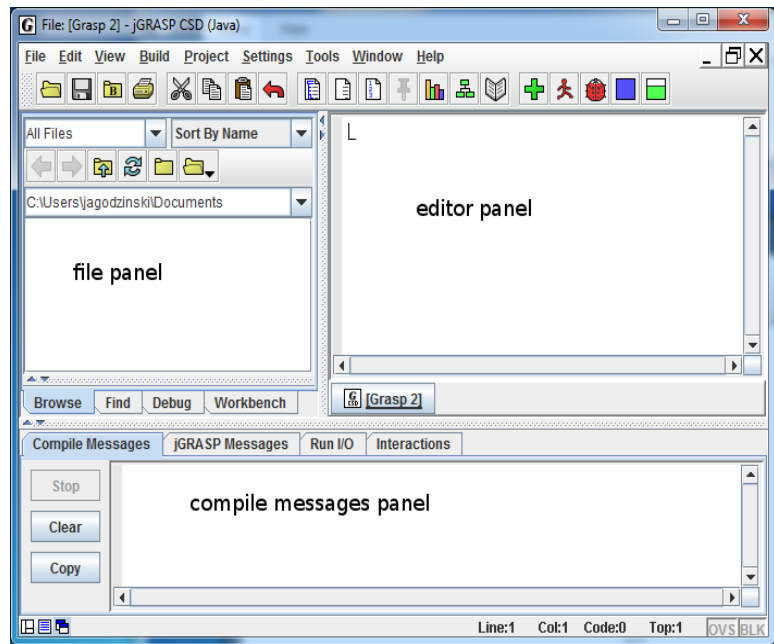 G File: [Grasp 2] - jGRASP CSD (Java)
File Edit View Build Project Settings Tools Window Help
All Files Sort By Name
C:\Users\jagodzinski\Documents
editor panel
file panel
Browse Find Debug Workbench
[Grasp 2]
Compile Messages jGRASP Messages Run I/O Interactions
Stop
Clear
Copy
compile messages panel
Line:1 Col:1 Code:0 Top:1 OVS BLK